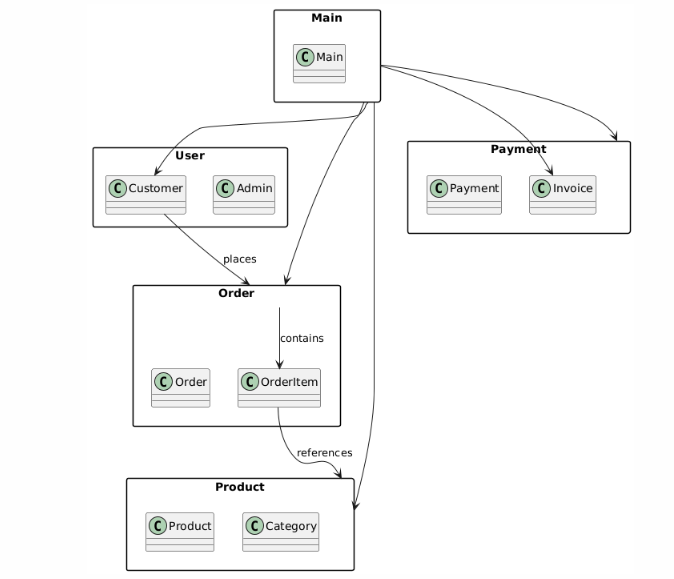 Main
C Main
User
C Customer
C Admin
Payment
C Payment
C Invoice
places
Order
contains
C Order
C OrderItem
references
Product
C Product
C Category